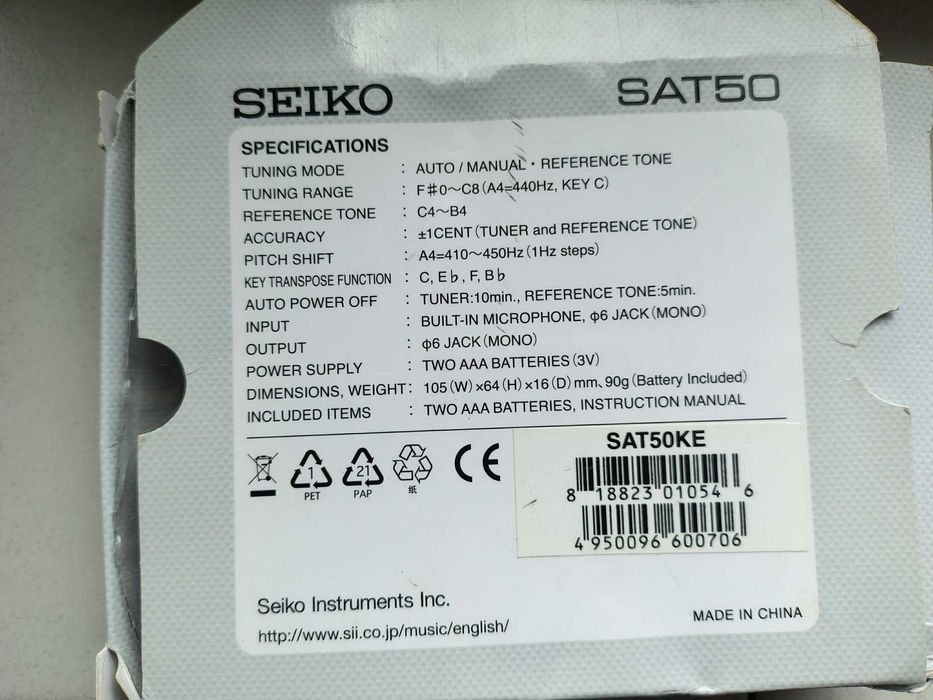 SEIKO SAT50
SPECIFICATIONS
TUNING MODE : AUTO / MANUAL・REFERENCE TONE
TUNING RANGE : F♯0～C8 (A4=440Hz, KEY C)
REFERENCE TONE : C4～B4
ACCURACY : ±1CENT (TUNER and REFERENCE TONE)
PITCH SHIFT : A4=410～450Hz (1Hz steps)
KEY TRANSPOSE FUNCTION : C, E♭, F, B♭
AUTO POWER OFF : TUNER:10min., REFERENCE TONE:5min.
INPUT : BUILT-IN MICROPHONE, φ6 JACK (MONO)
OUTPUT : φ6 JACK (MONO)
POWER SUPPLY : TWO AAA BATTERIES (3V)
DIMENSIONS, WEIGHT : 105 (W) ×64 (H) ×16 (D) mm、90g (Battery Included)
INCLUDED ITEMS : TWO AAA BATTERIES, INSTRUCTION MANUAL
1 21 CE
PET PAP 紙
SAT50KE
8 18823 01054 6
4 950096 600706
Seiko Instruments Inc.
http://www.sii.co.jp/music/english/
MADE IN CHINA